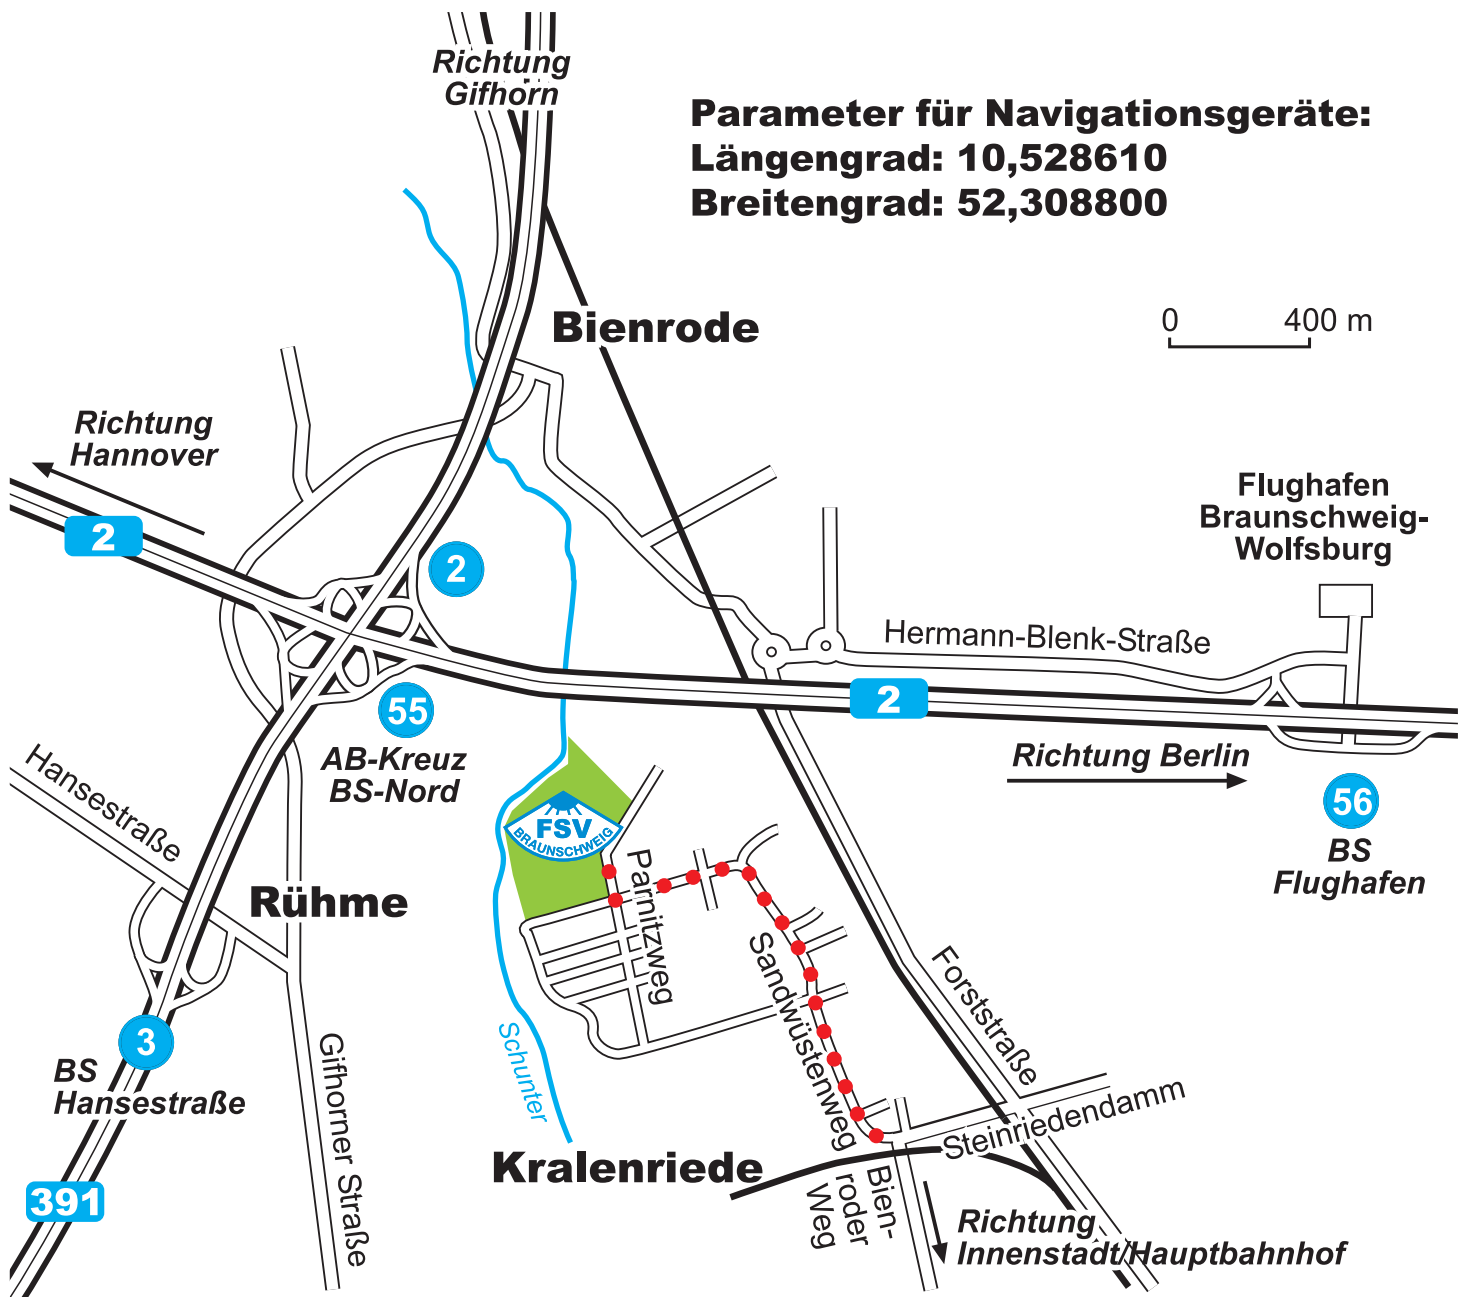 Richtung
Gifhorn
Parameter für Navigationsgeräte:
Längengrad: 10,528610
Breitengrad: 52,308800
Bienrode
0 400 m
Richtung
Hannover
2
2
Flughafen
Braunschweig-
Wolfsburg
Hermann-Blenk-Straße
2
55
AB-Kreuz
BS-Nord
Richtung Berlin
56
BS
Flughafen
Hansestraße
FSV
BRAUNSCHWEIG
Parnitzweg
Rühme
Sandwüstenweg
Forststraße
3
BS
Hansestraße
Gifhorner Straße
Schunter
Steinriedendamm
Kralenriede
Bien-
roder
Weg
391
Richtung
Innenstadt/Hauptbahnhof